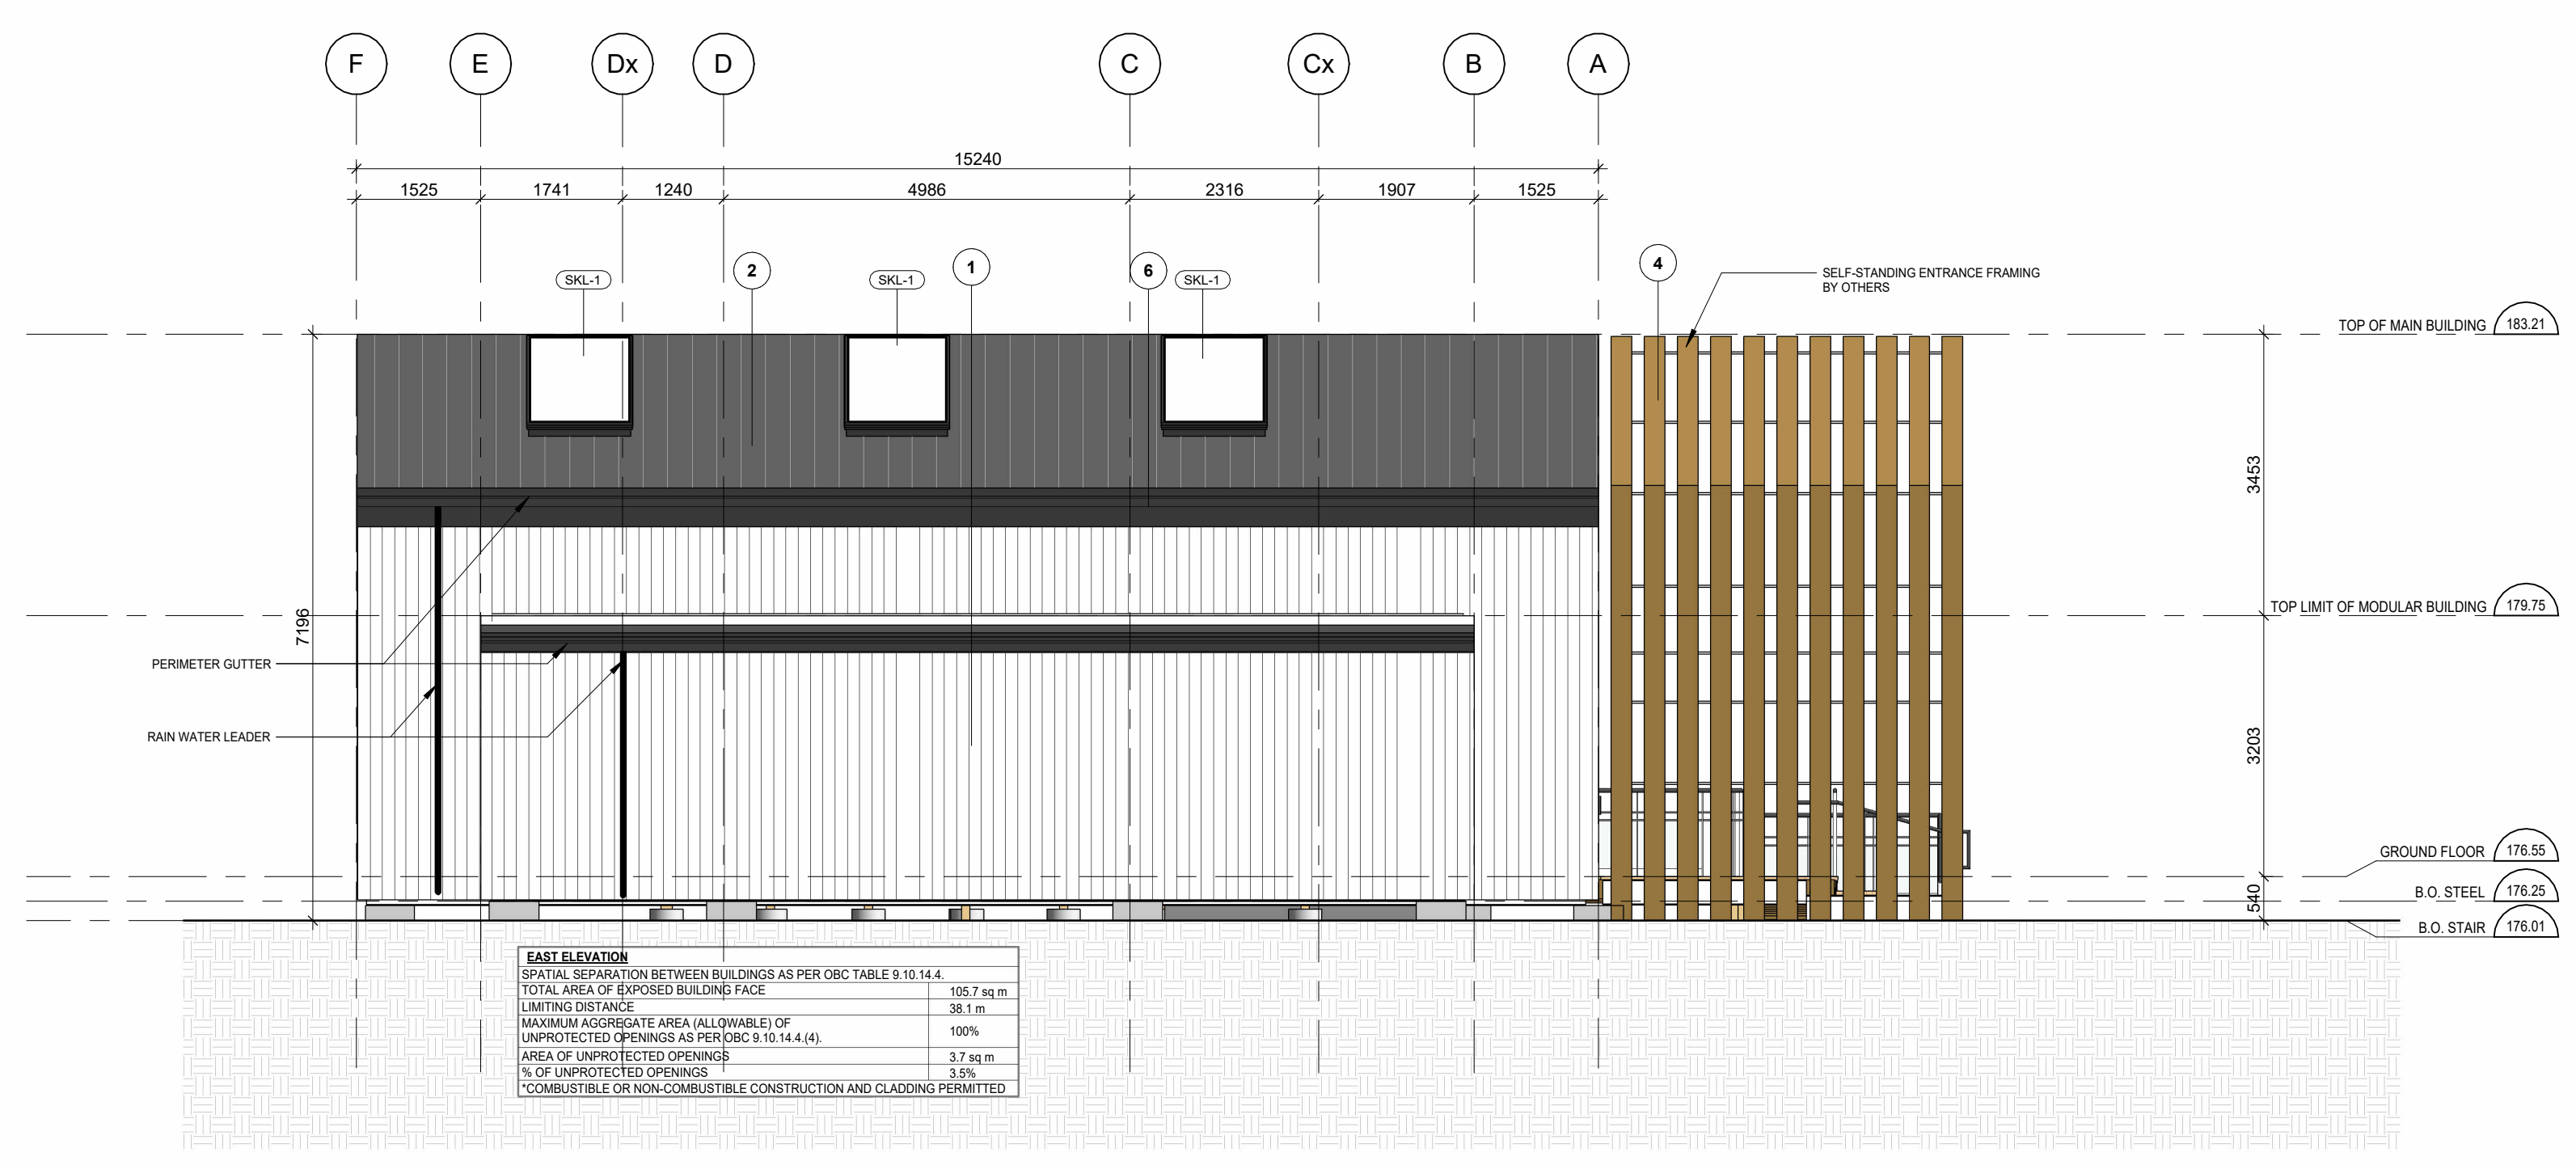 F E Dx D C Cx B A
15240
1525 1741 1240 4986 2316 1907 1525
SKL-1 2 SKL-1 1 6 SKL-1 4
SELF-STANDING ENTRANCE FRAMING
BY OTHERS
TOP OF MAIN BUILDING 183.21
3453
TOP LIMIT OF MODULAR BUILDING 179.75
7196
PERIMETER GUTTER
RAIN WATER LEADER
3203
GROUND FLOOR 176.55
540
B.O. STEEL 176.25
B.O. STAIR 176.01
EAST ELEVATION
SPATIAL SEPARATION BETWEEN BUILDINGS AS PER OBC TABLE 9.10.14.4.
TOTAL AREA OF EXPOSED BUILDING FACE 105.7 sq m
LIMITING DISTANCE 38.1 m
MAXIMUM AGGREGATE AREA (ALLOWABLE) OF
UNPROTECTED OPENINGS AS PER OBC 9.10.14.4.(4). 100%
AREA OF UNPROTECTED OPENINGS 3.7 sq m
% OF UNPROTECTED OPENINGS 3.5%
*COMBUSTIBLE OR NON-COMBUSTIBLE CONSTRUCTION AND CLADDING PERMITTED